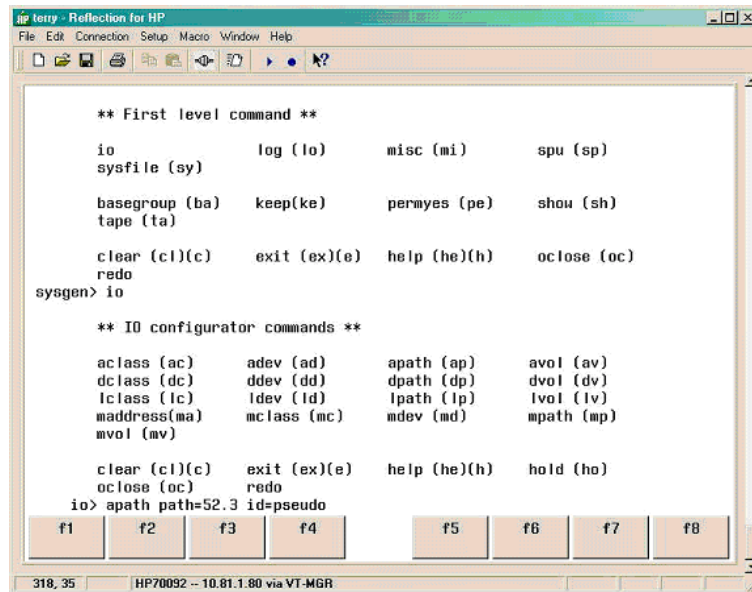 terry - Reflection for HP
File Edit Connection Setup Macro Window Help
** First level command **
io log (lo) misc (mi) spu (sp)
sysfile (sy)
basegroup (ba) keep(ke) permyes (pe) show (sh)
tape (ta)
clear (cl)(c) exit (ex)(e) help (he)(h) oclose (oc)
redo
sysgen> io
** IO configurator commands **
aclass (ac) adev (ad) apath (ap) avol (av)
dclass (dc) ddev (dd) dpath (dp) dvol (dv)
lclass (lc) ldev (ld) lpath (lp) lvol (lv)
maddress(ma) mclass (mc) mdev (md) mpath (mp)
mvol (mv)
clear (cl)(c) exit (ex)(e) help (he)(h) hold (ho)
oclose (oc) redo
io> apath path=52.3 id=pseudo
f1 f2 f3 f4 f5 f6 f7 f8
318, 35 HP70092 -- 10.81.1.80 via VT-MGR